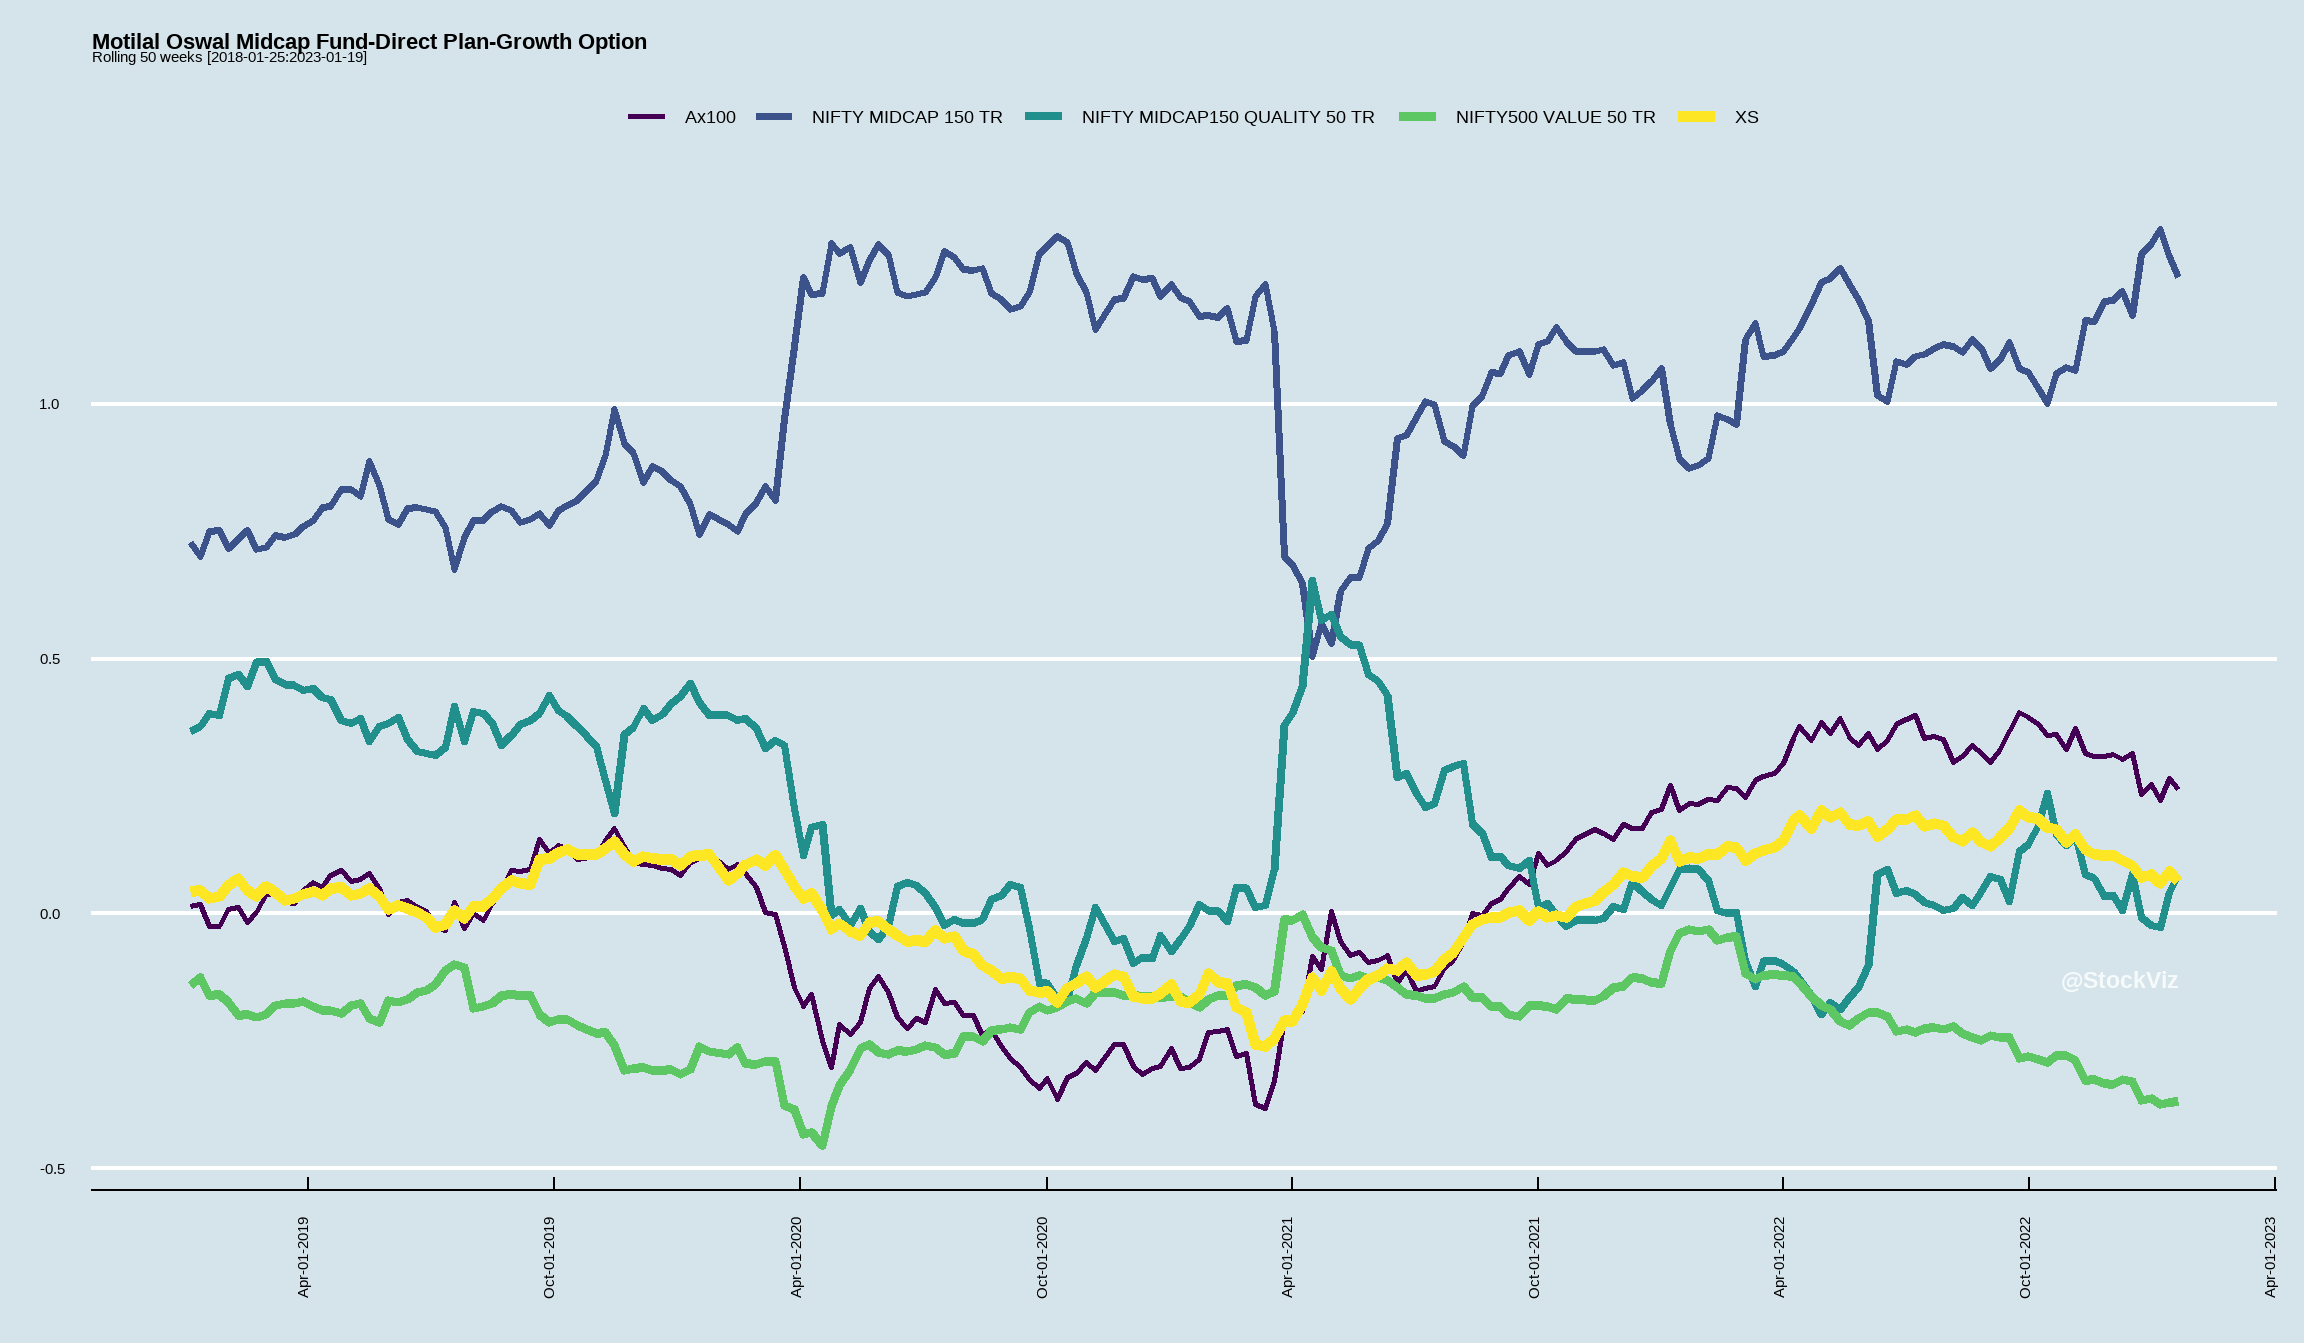 Motilal Oswal Midcap Fund-Direct Plan-Growth Option
Rolling 50 weeks [2018-01-25:2023-01-19]
Ax100 NIFTY MIDCAP 150 TR NIFTY MIDCAP150 QUALITY 50 TR NIFTY500 VALUE 50 TR XS
1.0
0.5
0.0
@StockViz
-0.5
Apr-01-2019 Oct-01-2019 Apr-01-2020 Oct-01-2020 Apr-01-2021 Oct-01-2021 Apr-01-2022 Oct-01-2022 Apr-01-2023